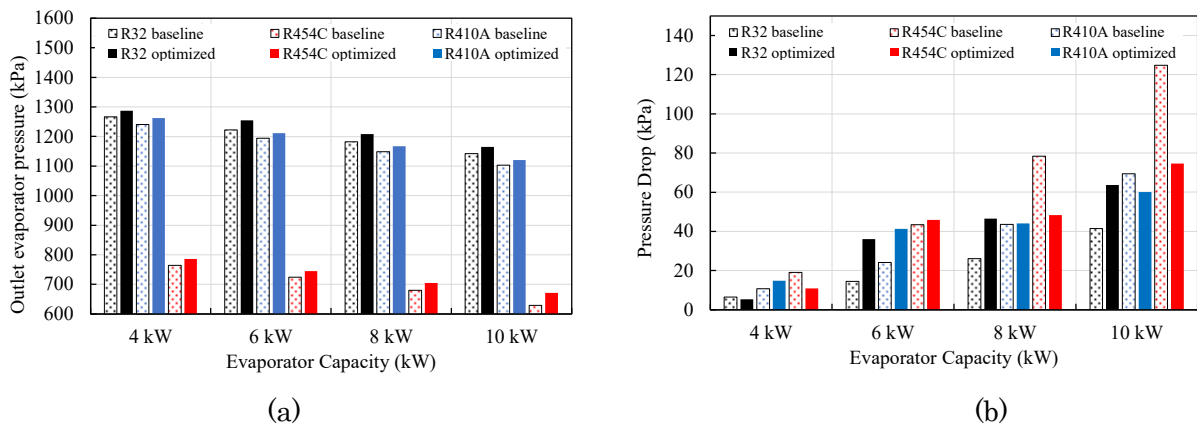 1600
1500
1400
1300
1200
1100
1000
900
800
700
600
Outlet evaporator pressure (kPa)
R32 baseline R454C baseline R410A baseline
R32 optimized R454C optimized R410A optimized
4 kW 6 kW 8 kW 10 kW
Evaporator Capacity (kW)
(a)
140
120
100
80
60
40
20
0
Pressure Drop (kPa)
R32 baseline R454C baseline R410A baseline
R32 optimized R454C optimized R410A optimized
4 kW 6 kW 8 kW 10 kW
Evaporator Capacity (kW)
(b)